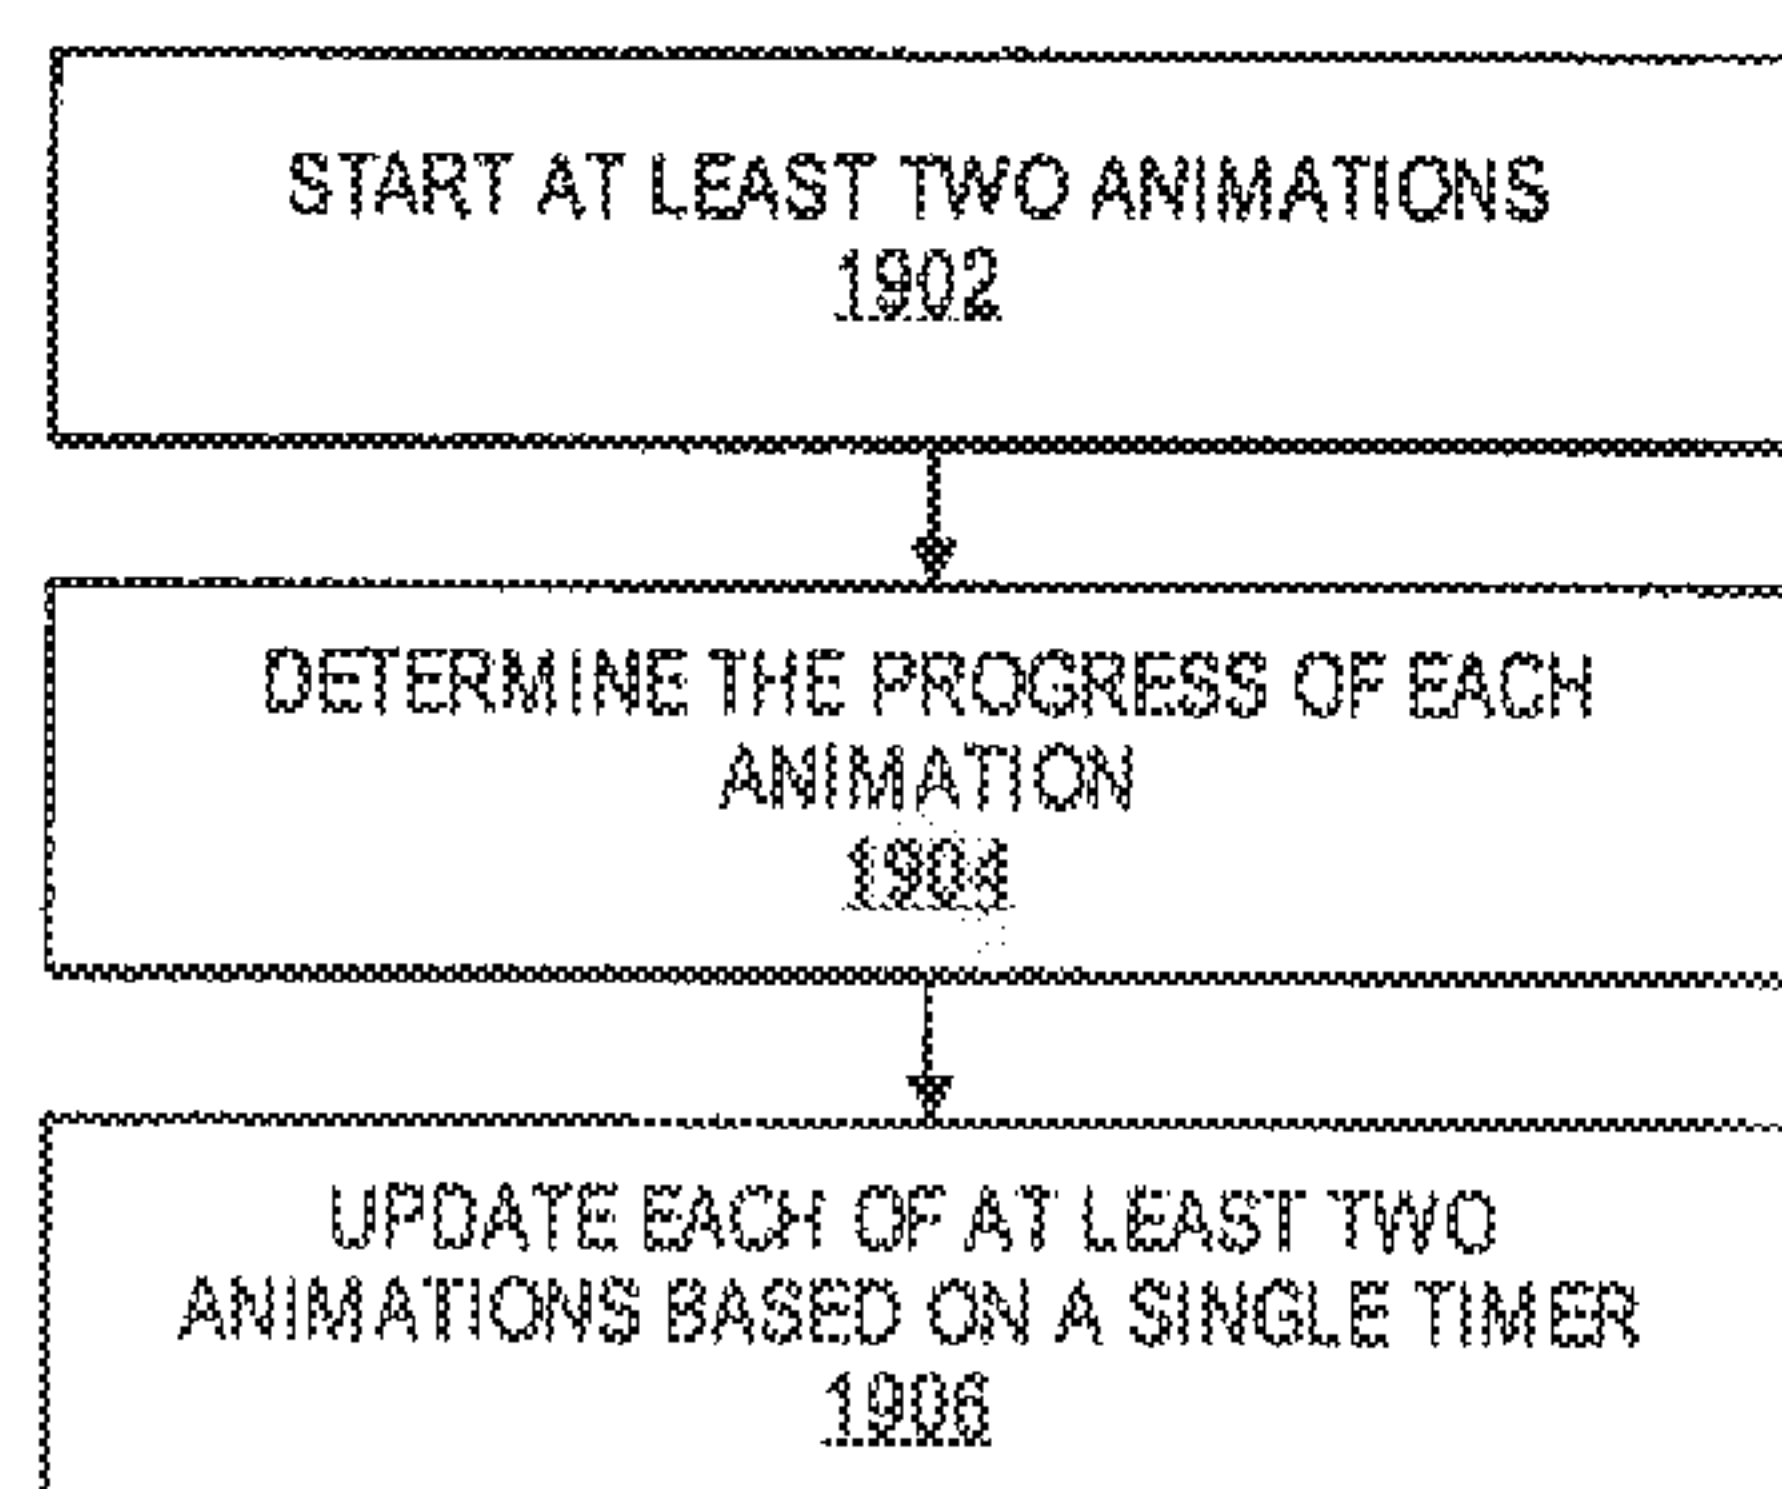 START AT LEAST TWO ANIMATIONS
1902
DETERMINE THE PROGRESS OF EACH
ANIMATION
1904
UPDATE EACH OF AT LEAST TWO
ANIMATIONS BASED ON A SINGLE TIMER
1906